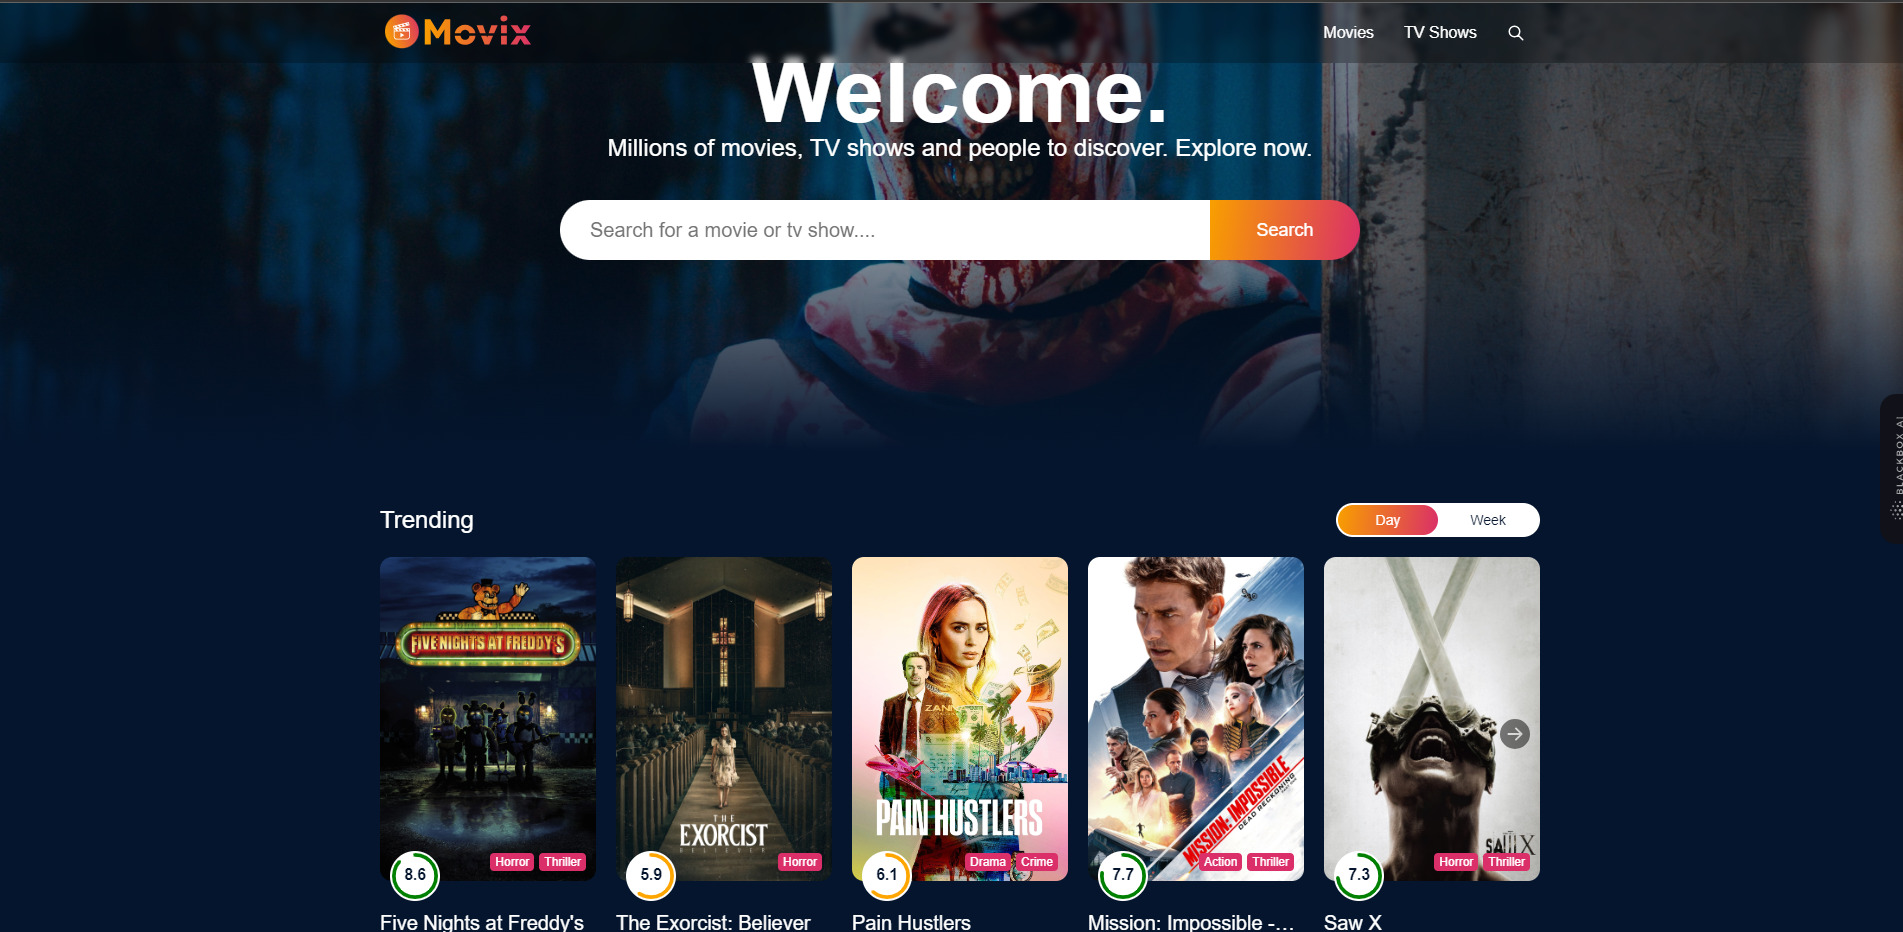 Movix
Movies
TV Shows
Welcome.
Millions of movies, TV shows and people to discover. Explore now.
Search for a movie or tv show....
Search
BLACKBOX AI
Trending
Day
Week
FIVE NIGHTS AT FREDDY'S
Horror
Thriller
8.6
Five Nights at Freddy's
THE
EXORCIST
BELIEVER
Horror
5.9
The Exorcist: Believer
PAIN HUSTLERS
Drama
Crime
6.1
Pain Hustlers
MISSION: IMPOSSIBLE
DEAD RECKONING
Action
Thriller
7.7
Mission: Impossible -...
SAW X
Horror
Thriller
7.3
Saw X